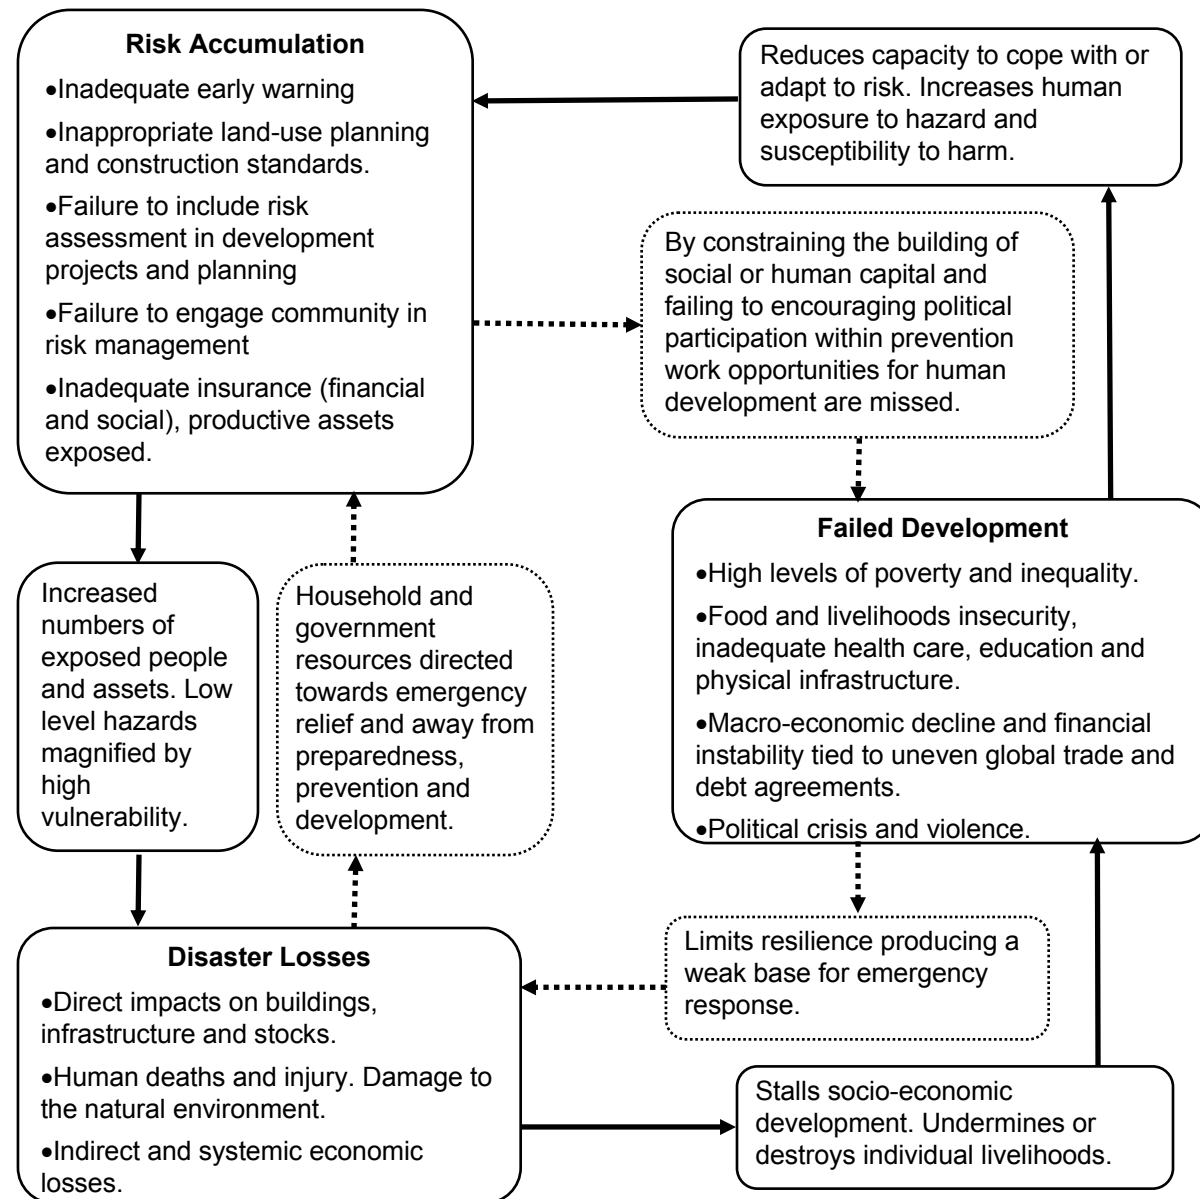 Risk Accumulation
•Inadequate early warning
•Inappropriate land-use planning
and construction standards.
•Failure to include risk
assessment in development
projects and planning
•Failure to engage community in
risk management
•Inadequate insurance (financial
and social), productive assets
exposed.
Reduces capacity to cope with or
adapt to risk. Increases human
exposure to hazard and
susceptibility to harm.
By constraining the building of
social or human capital and
failing to encouraging political
participation within prevention
work opportunities for human
development are missed.
Increased
numbers of
exposed people
and assets. Low
level hazards
magnified by
high
vulnerability.
Household and
government
resources directed
towards emergency
relief and away from
preparedness,
prevention and
development.
Failed Development
•High levels of poverty and inequality.
•Food and livelihoods insecurity,
inadequate health care, education and
physical infrastructure.
•Macro-economic decline and financial
instability tied to uneven global trade and
debt agreements.
•Political crisis and violence.
Disaster Losses
•Direct impacts on buildings,
infrastructure and stocks.
•Human deaths and injury. Damage to
the natural environment.
•Indirect and systemic economic
losses.
Limits resilience producing a
weak base for emergency
response.
Stalls socio-economic
development. Undermines or
destroys individual livelihoods.